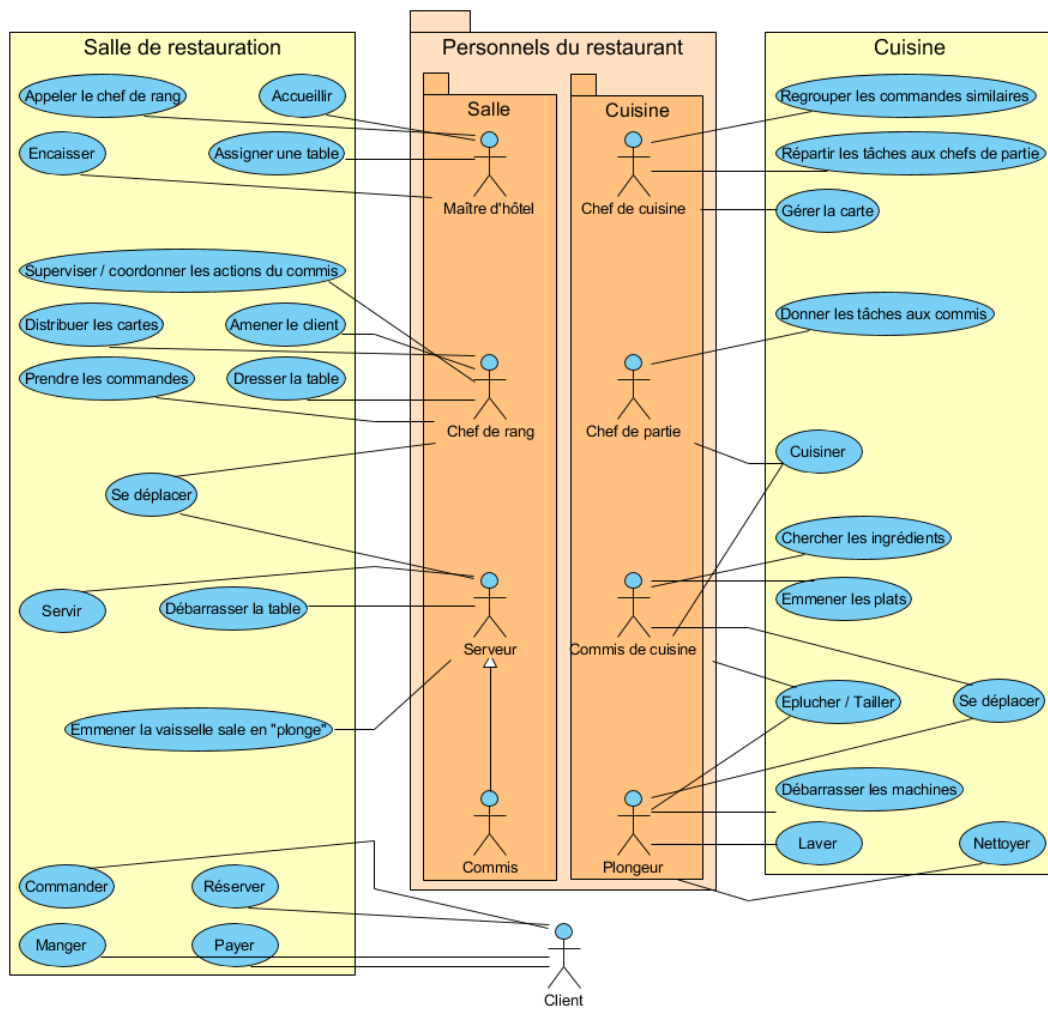 Salle de restauration
Appeler le chef de rang
Accueillir
Encaisser
Assigner une table
Superviser / coordonner les actions du commis
Distribuer les cartes
Amener le client
Prendre les commandes
Dresser la table
Se déplacer
Servir
Débarrasser la table
Emmener la vaisselle sale en "plonge"
Commander
Réserver
Manger
Payer
Personnels du restaurant
Salle
Maître d'hôtel
Chef de rang
Serveur
Commis
Cuisine
Chef de cuisine
Chef de partie
Commis de cuisine
Plongeur
Client
Cuisine
Regrouper les commandes similaires
Répartir les tâches aux chefs de partie
Gérer la carte
Donner les tâches aux commis
Cuisiner
Chercher les ingrédients
Emmener les plats
Eplucher / Tailler
Se déplacer
Débarrasser les machines
Laver
Nettoyer